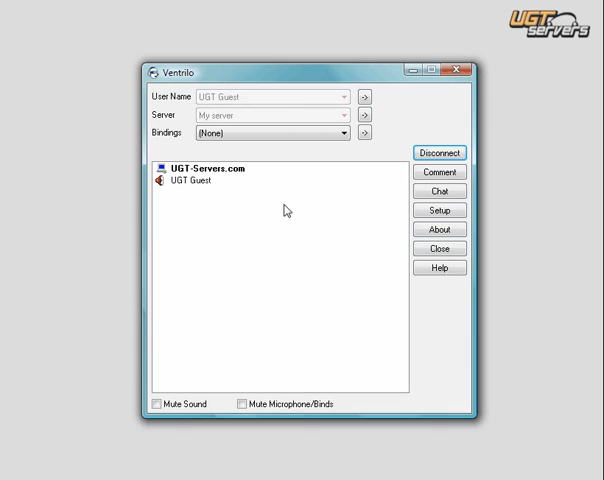 UGT
servers
Ventrilo
User Name UGT Guest ->
Server My server ->
Bindings (None) ->
Disconnect
UGT-Servers.com
Comment
UGT Guest
Chat
Setup
About
Close
Help
Mute Sound Mute Microphone/Binds